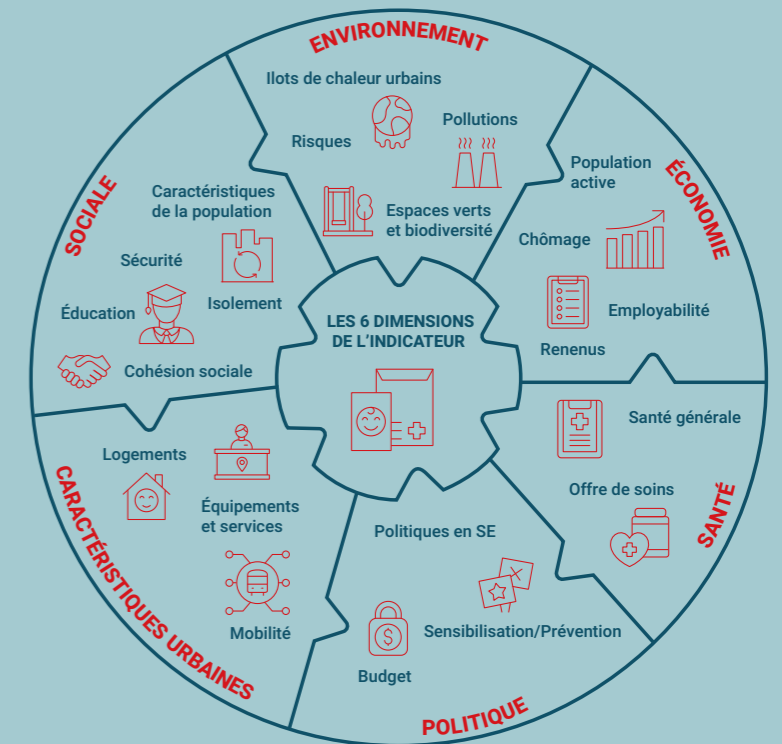 ENVIRONNEMENT
Ilots de chaleur urbains
Pollutions
Risques
Espaces verts
et biodiversité
ÉCONOMIE
Population
active
Chômage
Employabilité
Renenus
SANTÉ
Santé générale
Offre de soins
POLITIQUE
Politiques en SE
Sensibilisation/Prévention
Budget
$
CARACTÉRISTIQUES URBAINES
Logements
Équipements
et services
Mobilité
SOCIALE
Caractéristiques
de la population
Sécurité
Isolement
Éducation
Cohésion sociale
LES 6 DIMENSIONS
DE L’INDICATEUR